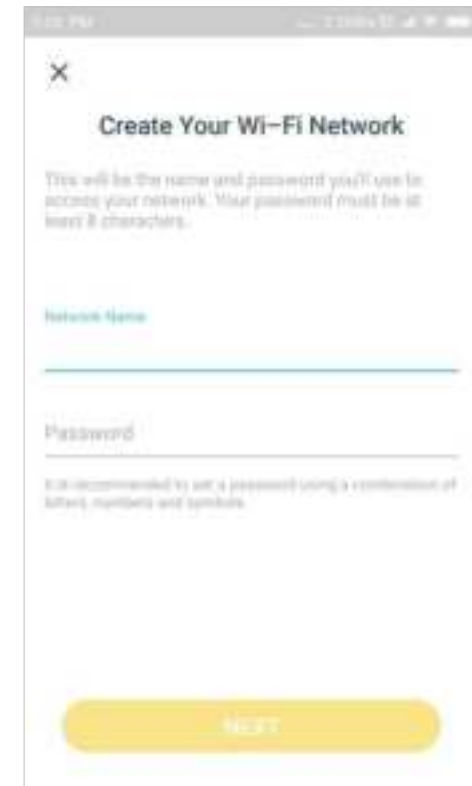 Create Your Wi-Fi Network
This will be the name and password you'll use to
access your network. Your password must be at
least 8 characters.
Network Name
Password
It is recommended to set a password using a combination of
letters, numbers and symbols.
NEXT